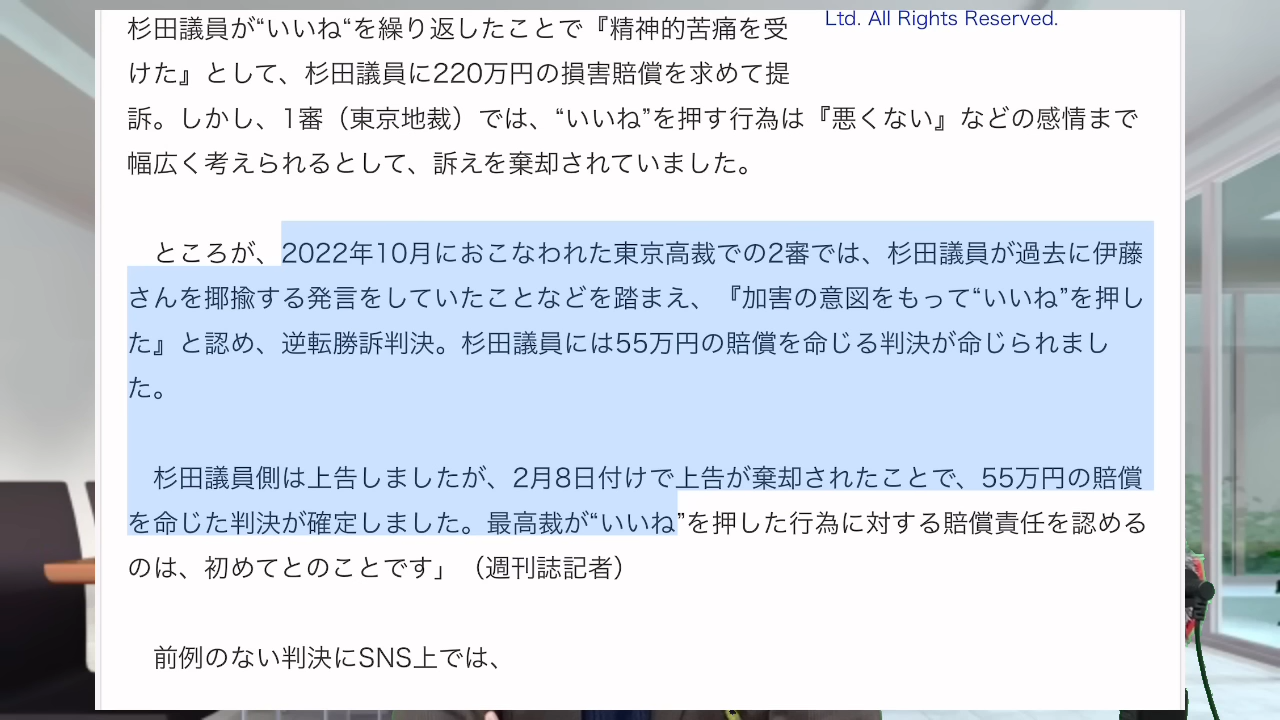 杉田議員が“いいね“を繰り返したことで『精神的苦痛を受
けた』として、杉田議員に220万円の損害賠償を求めて提
訴。しかし、1審（東京地裁）では、“いいね”を押す行為は『悪くない』などの感情まで
幅広く考えられるとして、訴えを棄却されていました。
Ltd. All Rights Reserved.
ところが、2022年10月におこなわれた東京高裁での2審では、杉田議員が過去に伊藤
さんを揶揄する発言をしていたことなどを踏まえ、『加害の意図をもって“いいね”を押し
た』と認め、逆転勝訴判決。杉田議員には55万円の賠償を命じる判決が命じられまし
た。
杉田議員側は上告しましたが、2月8日付けで上告が棄却されたことで、55万円の賠償
を命じた判決が確定しました。最高裁が“いいね”を押した行為に対する賠償責任を認める
のは、初めてとのことです」（週刊誌記者）
前例のない判決にSNS上では、